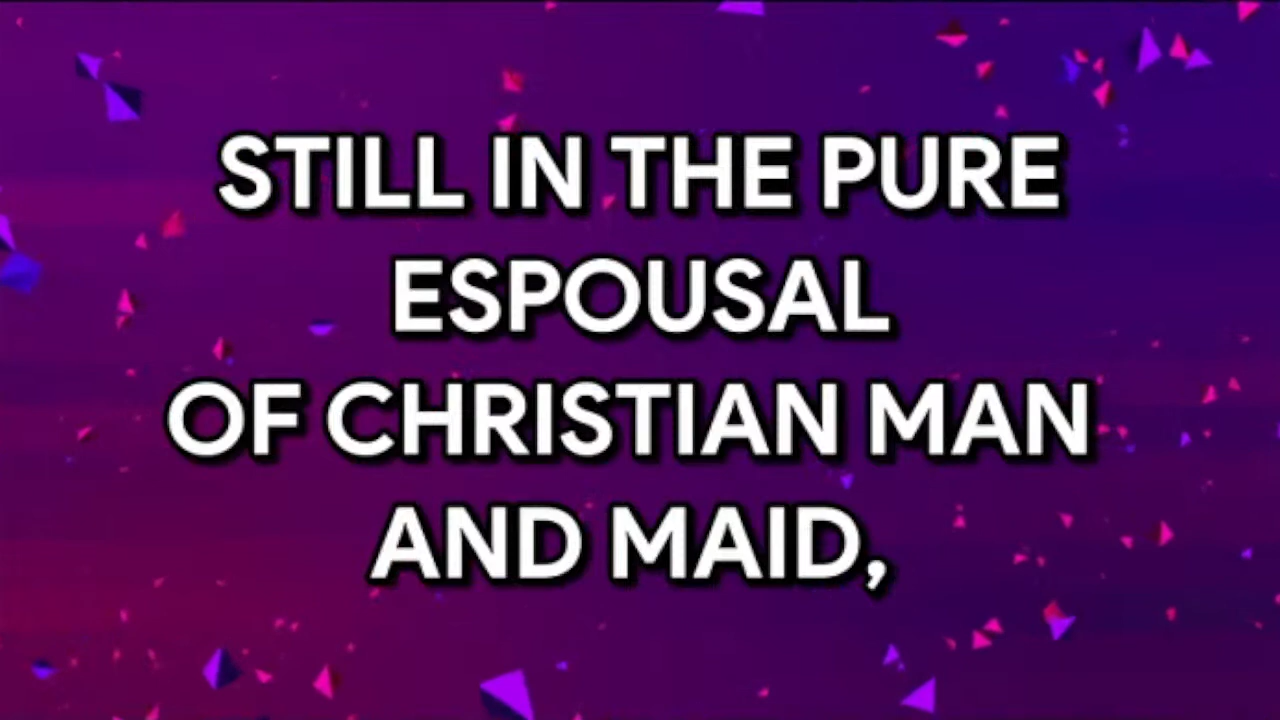 STILL IN THE PURE
ESPOUSAL
OF CHRISTIAN MAN
AND MAID,